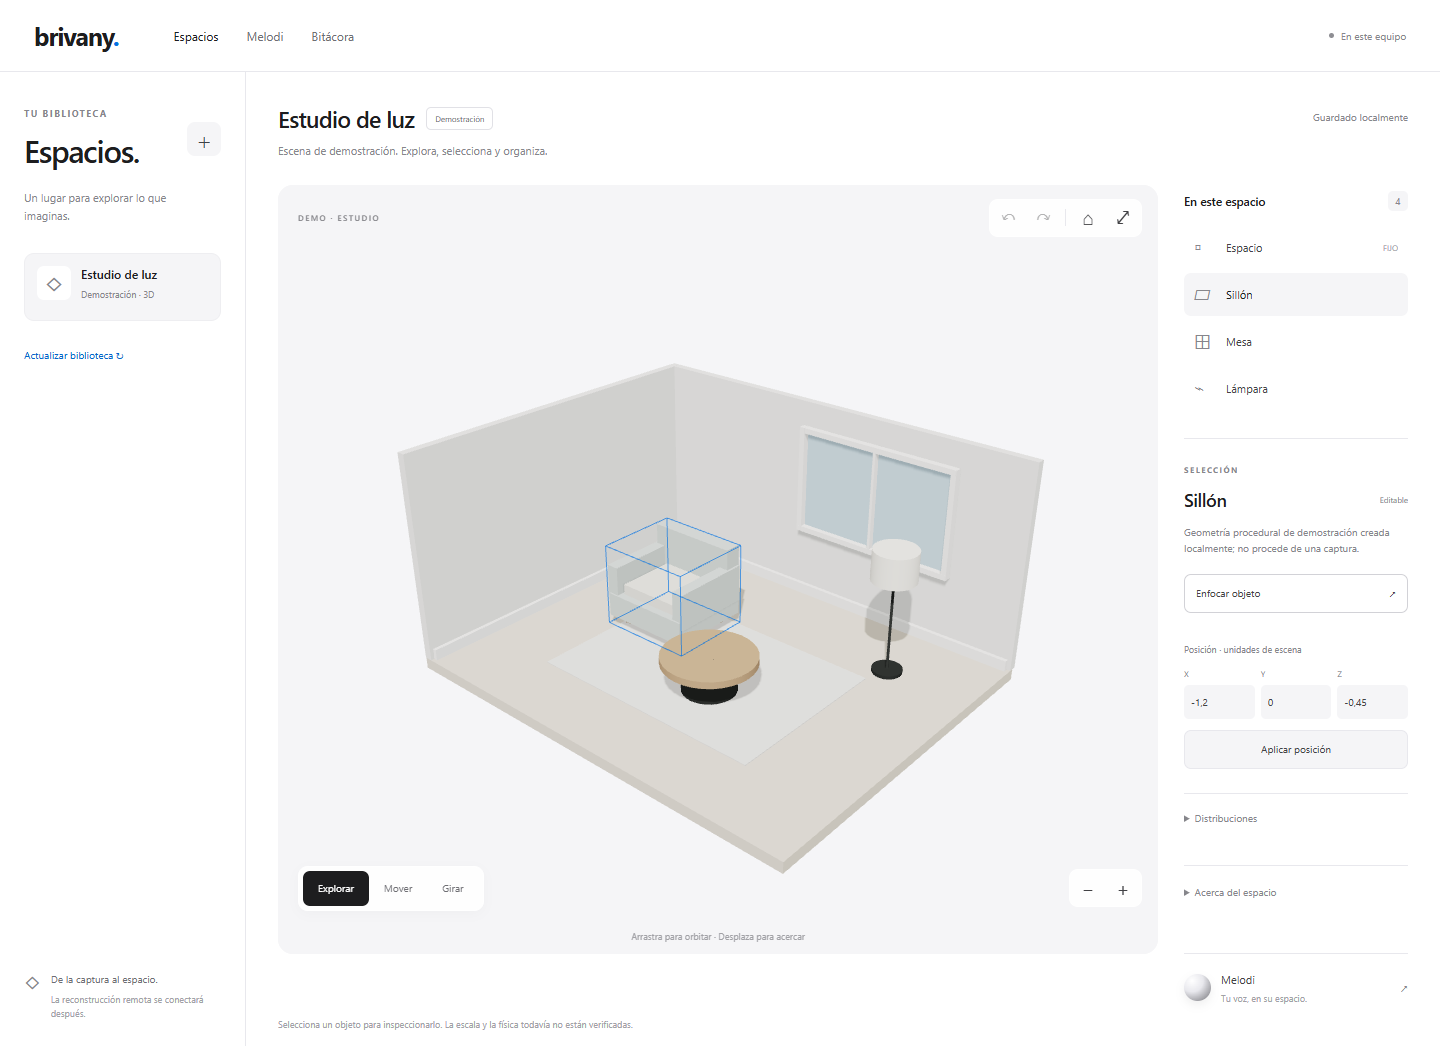 brivany.
Espacios
Melodi
Bitácora
En este equipo
TU BIBLIOTECA
Espacios.
+
Un lugar para explorar lo que
imaginas.
Estudio de luz
Demostración · 3D
Actualizar biblioteca ↻
De la captura al espacio.
La reconstrucción remota se conectará
después.
Estudio de luz
Demostración
Guardado localmente
Escena de demostración. Explora, selecciona y organiza.
DEMO · ESTUDIO
Explorar
Mover
Girar
− +
Arrastra para orbitar · Desplaza para acercar
Selecciona un objeto para inspeccionarlo. La escala y la física todavía no están verificadas.
En este espacio
4
Espacio
FIJO
Sillón
Mesa
Lámpara
SELECCIÓN
Sillón
Editable
Geometría procedural de demostración creada
localmente; no procede de una captura.
Enfocar objeto
Posición · unidades de escena
X Y Z
-1,2 0 -0,45
Aplicar posición
Distribuciones
Acerca del espacio
Melodi
Tu voz, en su espacio.